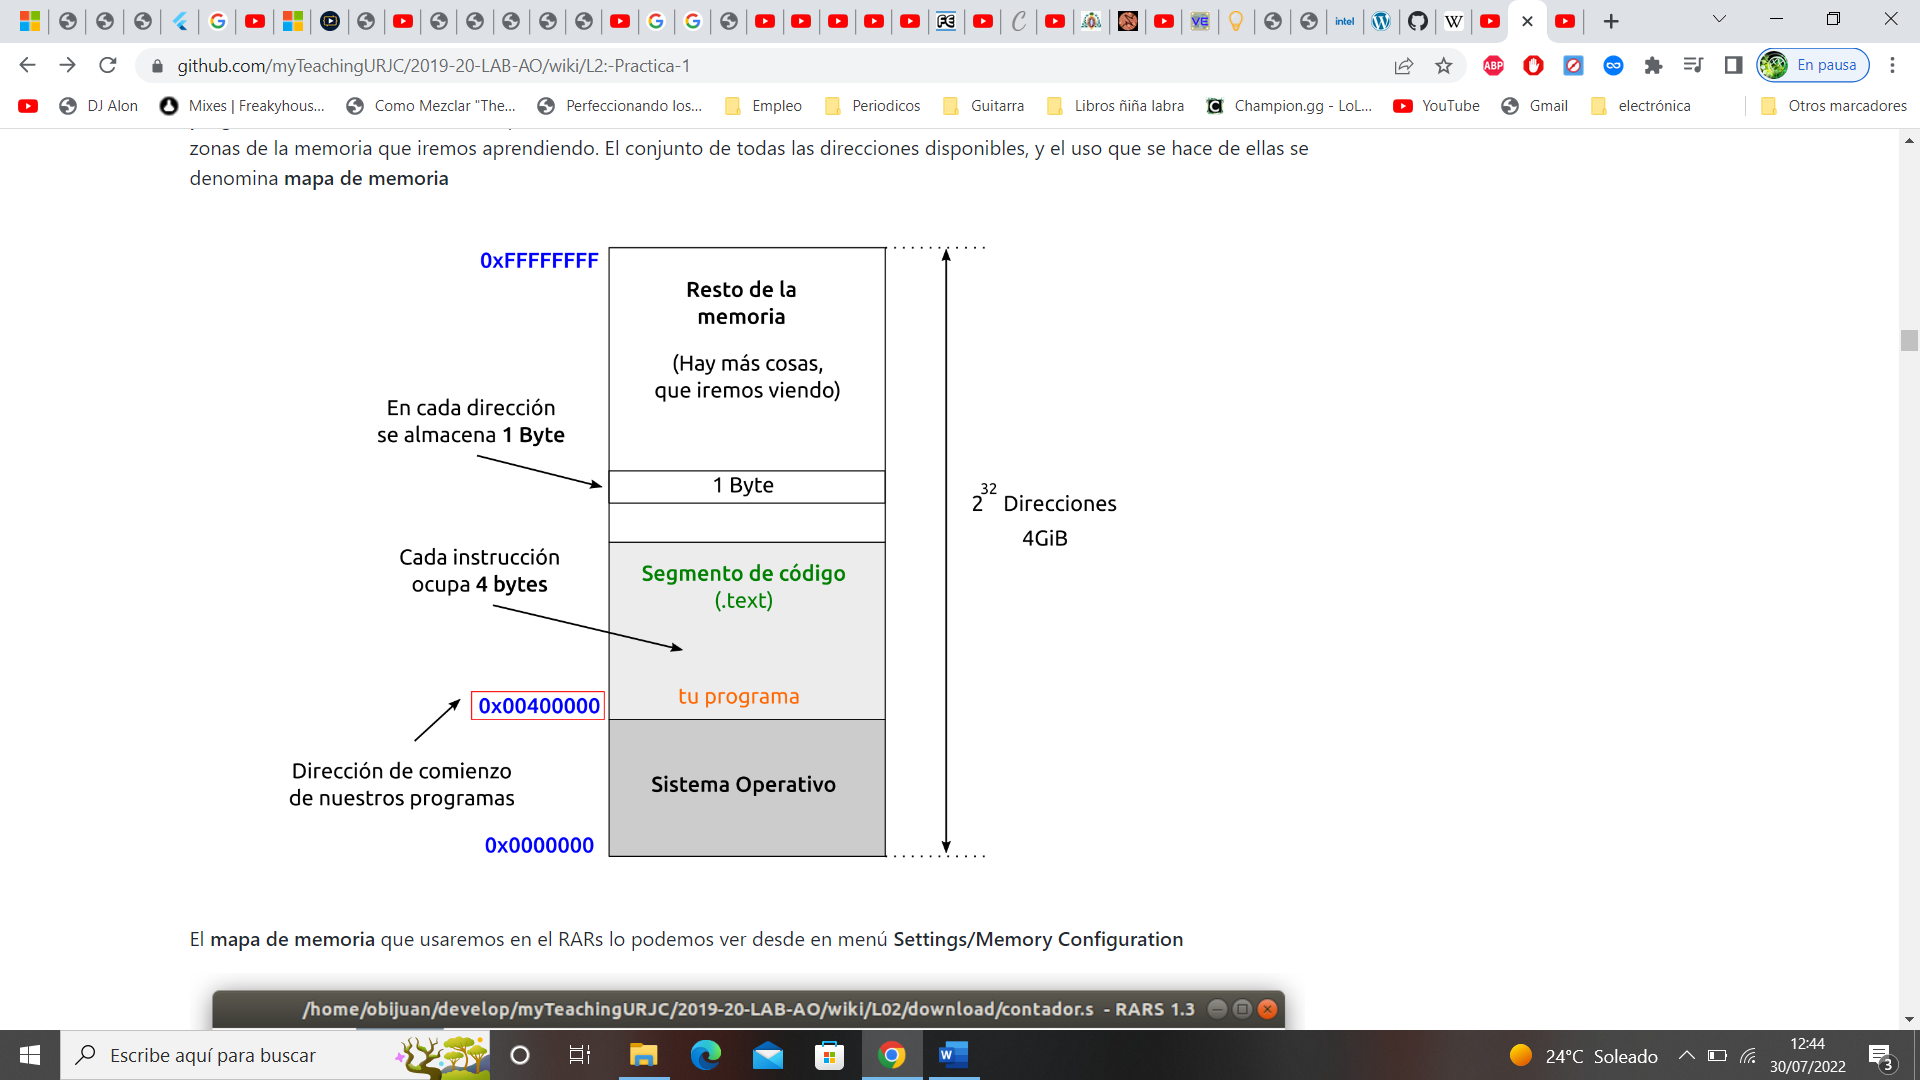 github.com/myTeachingURJC/2019-20-LAB-AO/wiki/L2:-Practica-1
ABP
En pausa
DJ Alon
Mixes | Freakyhous...
Como Mezclar "The...
Perfeccionando los...
Empleo
Periodicos
Guitarra
Libros ñiña labra
Champion.gg - LoL...
YouTube
Gmail
electrónica
Otros marcadores
zonas de la memoria que iremos aprendiendo. El conjunto de todas las direcciones disponibles, y el uso que se hace de ellas se
denomina mapa de memoria
0xFFFFFFFF
Resto de la
memoria
(Hay más cosas,
que iremos viendo)
En cada dirección
se almacena 1 Byte
1 Byte
2^32 Direcciones
4GiB
Cada instrucción
ocupa 4 bytes
Segmento de código
(.text)
tu programa
0x00400000
Dirección de comienzo
de nuestros programas
Sistema Operativo
0x0000000
El mapa de memoria que usaremos en el RARs lo podemos ver desde en menú Settings/Memory Configuration
/home/obijuan/develop/myTeachingURJC/2019-20-LAB-AO/wiki/L02/download/contador.s - RARS 1.3
Escribe aquí para buscar
24°C Soleado
12:44
30/07/2022
3